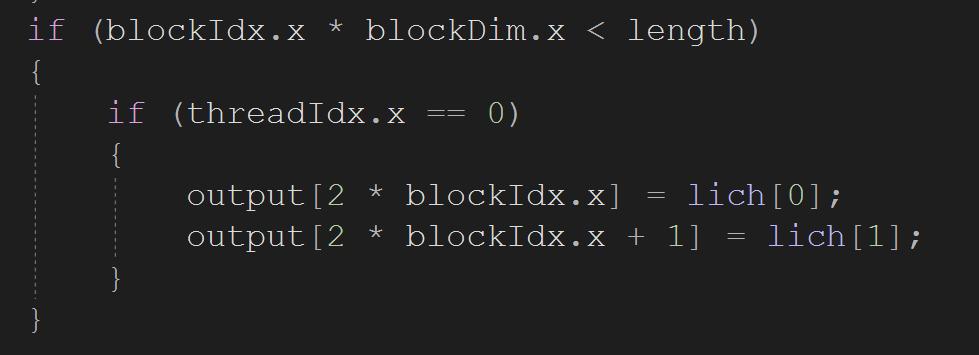 if (blockIdx.x * blockDim.x < length)
{
if (threadIdx.x == 0)
{
output[2 * blockIdx.x] = lich[0];
output[2 * blockIdx.x + 1] = lich[1];
}
}